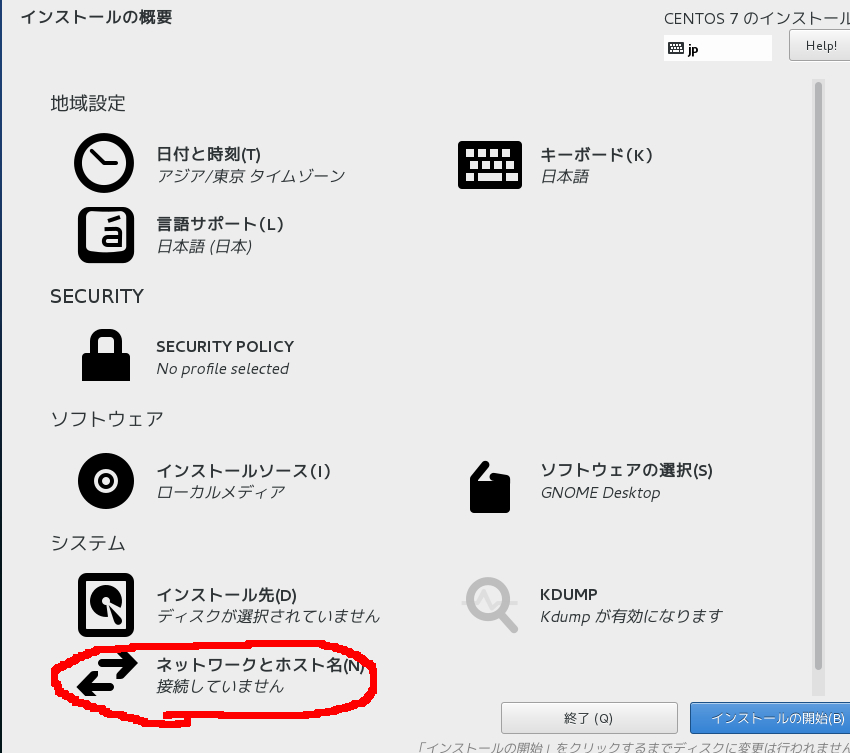 インストールの概要
CENTOS 7 のインストール
jp
Help!
地域設定
日付と時刻(T)
アジア/東京 タイムゾーン
キーボード(K)
日本語
言語サポート(L)
日本語 (日本)
SECURITY
SECURITY POLICY
No profile selected
ソフトウェア
インストールソース(I)
ローカルメディア
ソフトウェアの選択(S)
GNOME Desktop
システム
インストール先(D)
ディスクが選択されていません
KDUMP
Kdump が有効になります
ネットワークとホスト名(N)
接続していません
終了 (Q)
インストールの開始(B)
「インストールの開始」をクリックするまでディスクに変更は行われません